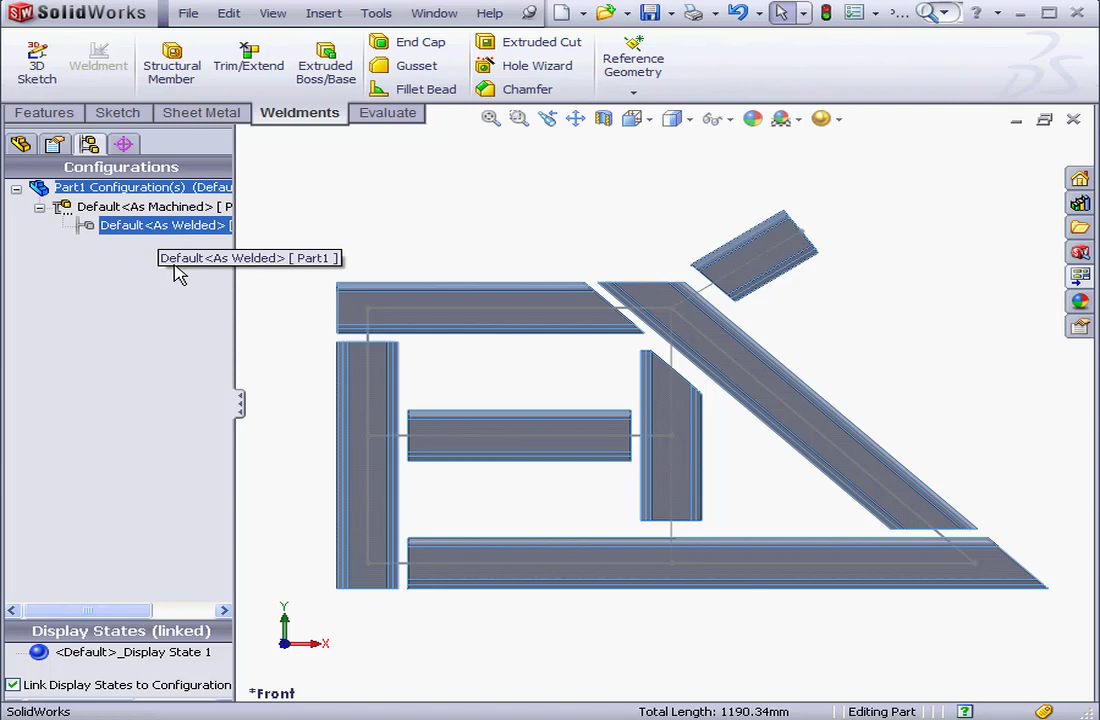 SolidWorks File Edit View Insert Tools Window Help ...
3D Sketch
Weldment
Structural Member
Trim/Extend
Extruded Boss/Base
End Cap
Gusset
Fillet Bead
Extruded Cut
Hole Wizard
Chamfer
Reference Geometry
Features Sketch Sheet Metal Weldments Evaluate
Configurations
Part1 Configuration(s) (Defau
Default<As Machined> [ P
Default<As Welded> [
Default<As Welded> [ Part1 ]
Y
X
Display States (linked)
<Default>_Display State 1
Link Display States to Configuration
*Front
SolidWorks Total Length: 1190.34mm Editing Part